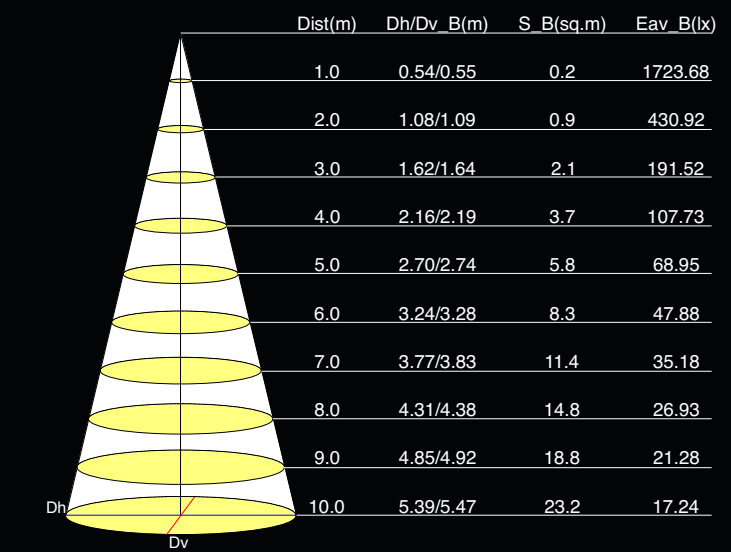 Dist(m) Dh/Dv_B(m) S_B(sq.m) Eav_B(lx)
1.0 0.54/0.55 0.2 1723.68
2.0 1.08/1.09 0.9 430.92
3.0 1.62/1.64 2.1 191.52
4.0 2.16/2.19 3.7 107.73
5.0 2.70/2.74 5.8 68.95
6.0 3.24/3.28 8.3 47.88
7.0 3.77/3.83 11.4 35.18
8.0 4.31/4.38 14.8 26.93
9.0 4.85/4.92 18.8 21.28
Dh 10.0 5.39/5.47 23.2 17.24
Dv